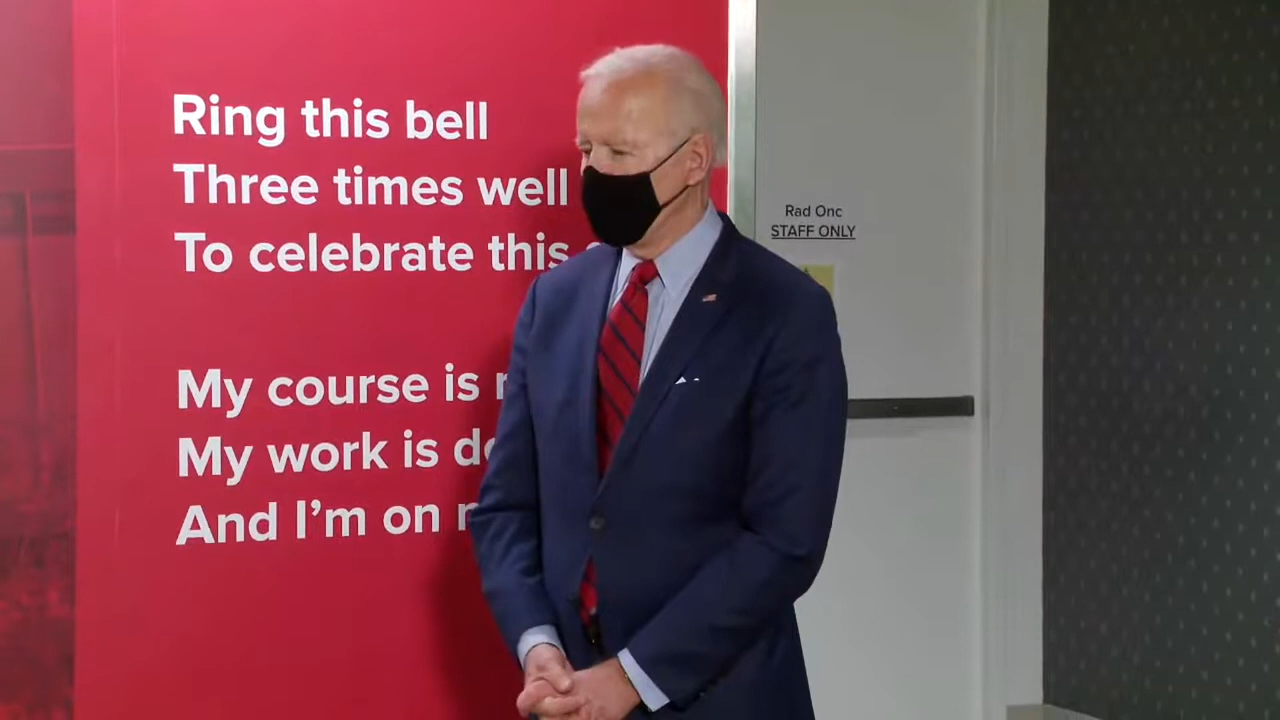 Ring this bell
Three times well
To celebrate this
My course is
My work is
And I'm on
Rad Onc
STAFF ONLY